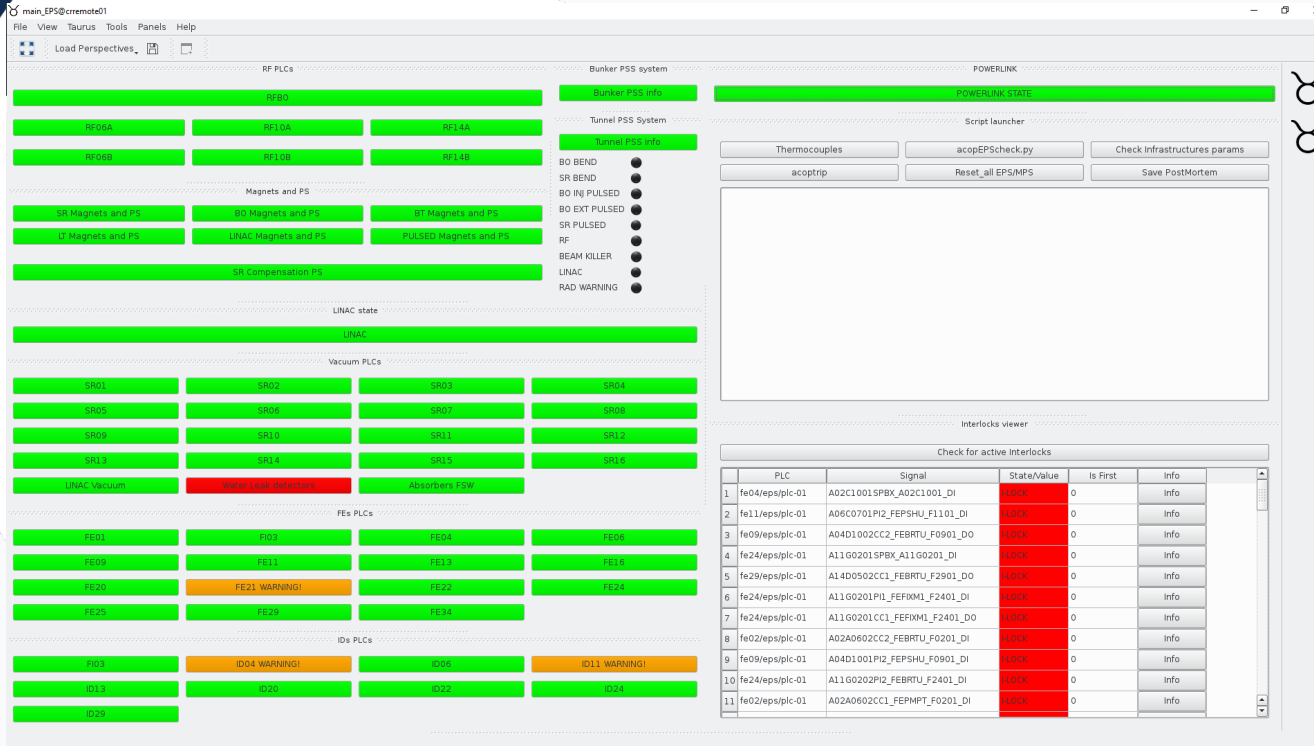 main_EPS@crremote01
File View Taurus Tools Panels Help
Load Perspectives
RF PLCs
RFBO
RF06A RF10A RF14A
RF06B RF10B RF14B
Magnets and PS
SR Magnets and PS BO Magnets and PS BT Magnets and PS
LT Magnets and PS LINAC Magnets and PS PULSED Magnets and PS
SR Compensation PS
Bunker PSS system
Bunker PSS info
Tunnel PSS System
Tunnel PSS info
BO BEND
SR BEND
BO INJ PULSED
BO EXT PULSED
SR PULSED
RF
BEAM KILLER
LINAC
RAD WARNING
LINAC state
LINAC
Vacuum PLCs
SR01 SR02 SR03 SR04
SR05 SR06 SR07 SR08
SR09 SR10 SR11 SR12
SR13 SR14 SR15 SR16
LINAC Vacuum Water Leak detectors Absorbers FSW
FEs PLCs
FE01 FI03 FE04 FE06
FE09 FE11 FE13 FE16
FE20 FE21 WARNING! FE22 FE24
FE25 FE29 FE34
IDs PLCs
FI03 ID04 WARNING! ID06 ID11 WARNING!
ID13 ID20 ID22 ID24
ID29
POWERLINK
POWERLINK STATE
Script launcher
Thermocouples acopEPScheck.py Check Infrastructures params
acoptrip Reset_all EPS/MPS Save PostMortem
Interlocks viewer
Check for active Interlocks
PLC Signal State/Value Is First Info
1 fe04/eps/plc-01 A02C1001SPBX_A02C1001_DI 0 Info
2 fe11/eps/plc-01 A06C0701PI2_FEPSHU_F1101_DI 0 Info
3 fe09/eps/plc-01 A04D1002CC2_FEBRTU_F0901_DO 0 Info
4 fe24/eps/plc-01 A11G0201SPBX_A11G0201_DI 0 Info
5 fe29/eps/plc-01 A14D0502CC1_FEBRTU_F2901_DO 0 Info
6 fe24/eps/plc-01 A11G0201PI1_FEFIXM1_F2401_DI 0 Info
7 fe24/eps/plc-01 A11G0201CC1_FEFIXM1_F2401_DO 0 Info
8 fe02/eps/plc-01 A02A0602CC2_FEBRTU_F0201_DI 0 Info
9 fe09/eps/plc-01 A04D1001PI2_FEPSHU_F0901_DI 0 Info
10 fe24/eps/plc-01 A11G0202PI2_FEBRTU_F2401_DI 0 Info
11 fe02/eps/plc-01 A02A0602CC1_FEPMPT_F0201_DI 0 Info